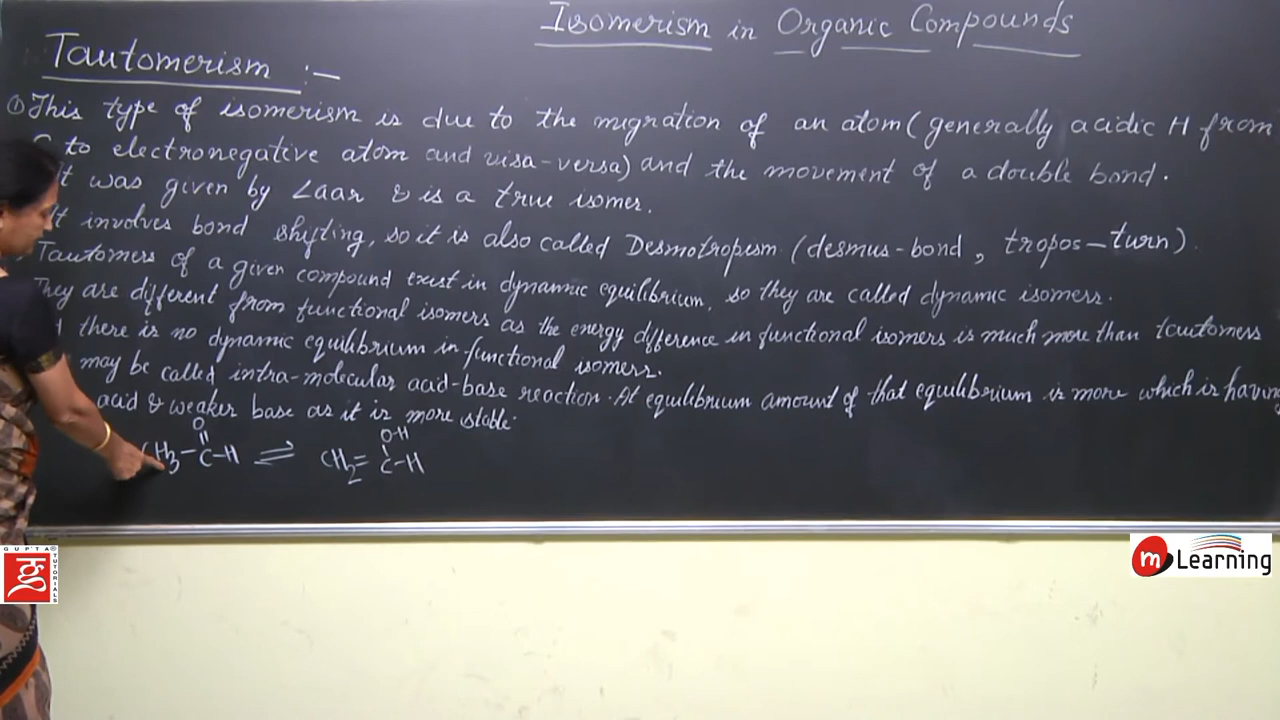 Isomerism in Organic Compounds
Tautomerism :-
① This type of isomerism is due to the migration of an atom (generally acidic H from
C to electronegative atom and visa-versa) and the movement of a double bond.
It was given by Laar & is a true isomer.
It involves bond shifting, so it is also called Desmotropism (desmus-bond, tropos-turn).
Tautomers of a given compound exist in dynamic equilibrium, so they are called dynamic isomers.
They are different from functional isomers as the energy difference in functional isomers is much more than tautomers
there is no dynamic equilibrium in functional isomers.
may be called intra-molecular acid-base reaction. At equilibrium amount of that equilibrium is more which is having
acid & weaker base as it is more stable.
O O-H
CH3-C-H ⇌ CH2=C-H
GUPTA® TUTORIALS
m Learning